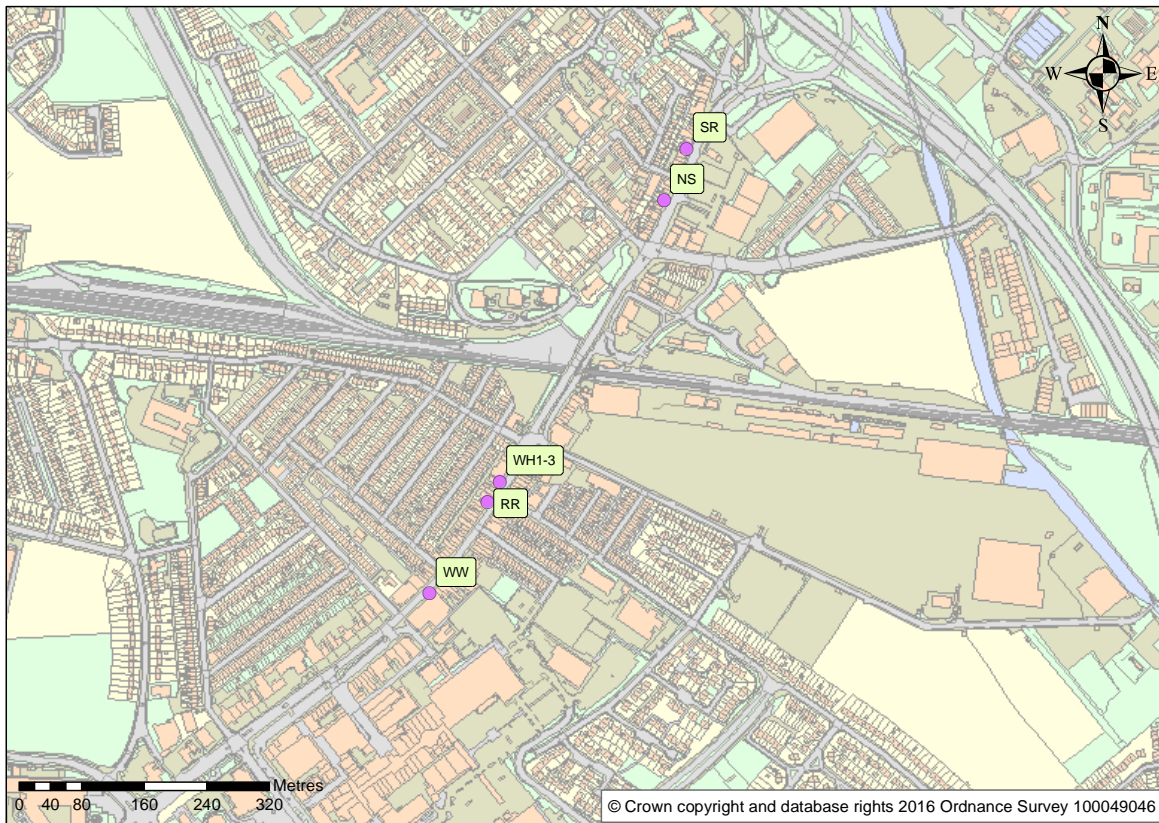 N
W E
S
SR
NS
WH1-3
RR
WW
Metres
0 40 80 160 240 320
© Crown copyright and database rights 2016 Ordnance Survey 100049046